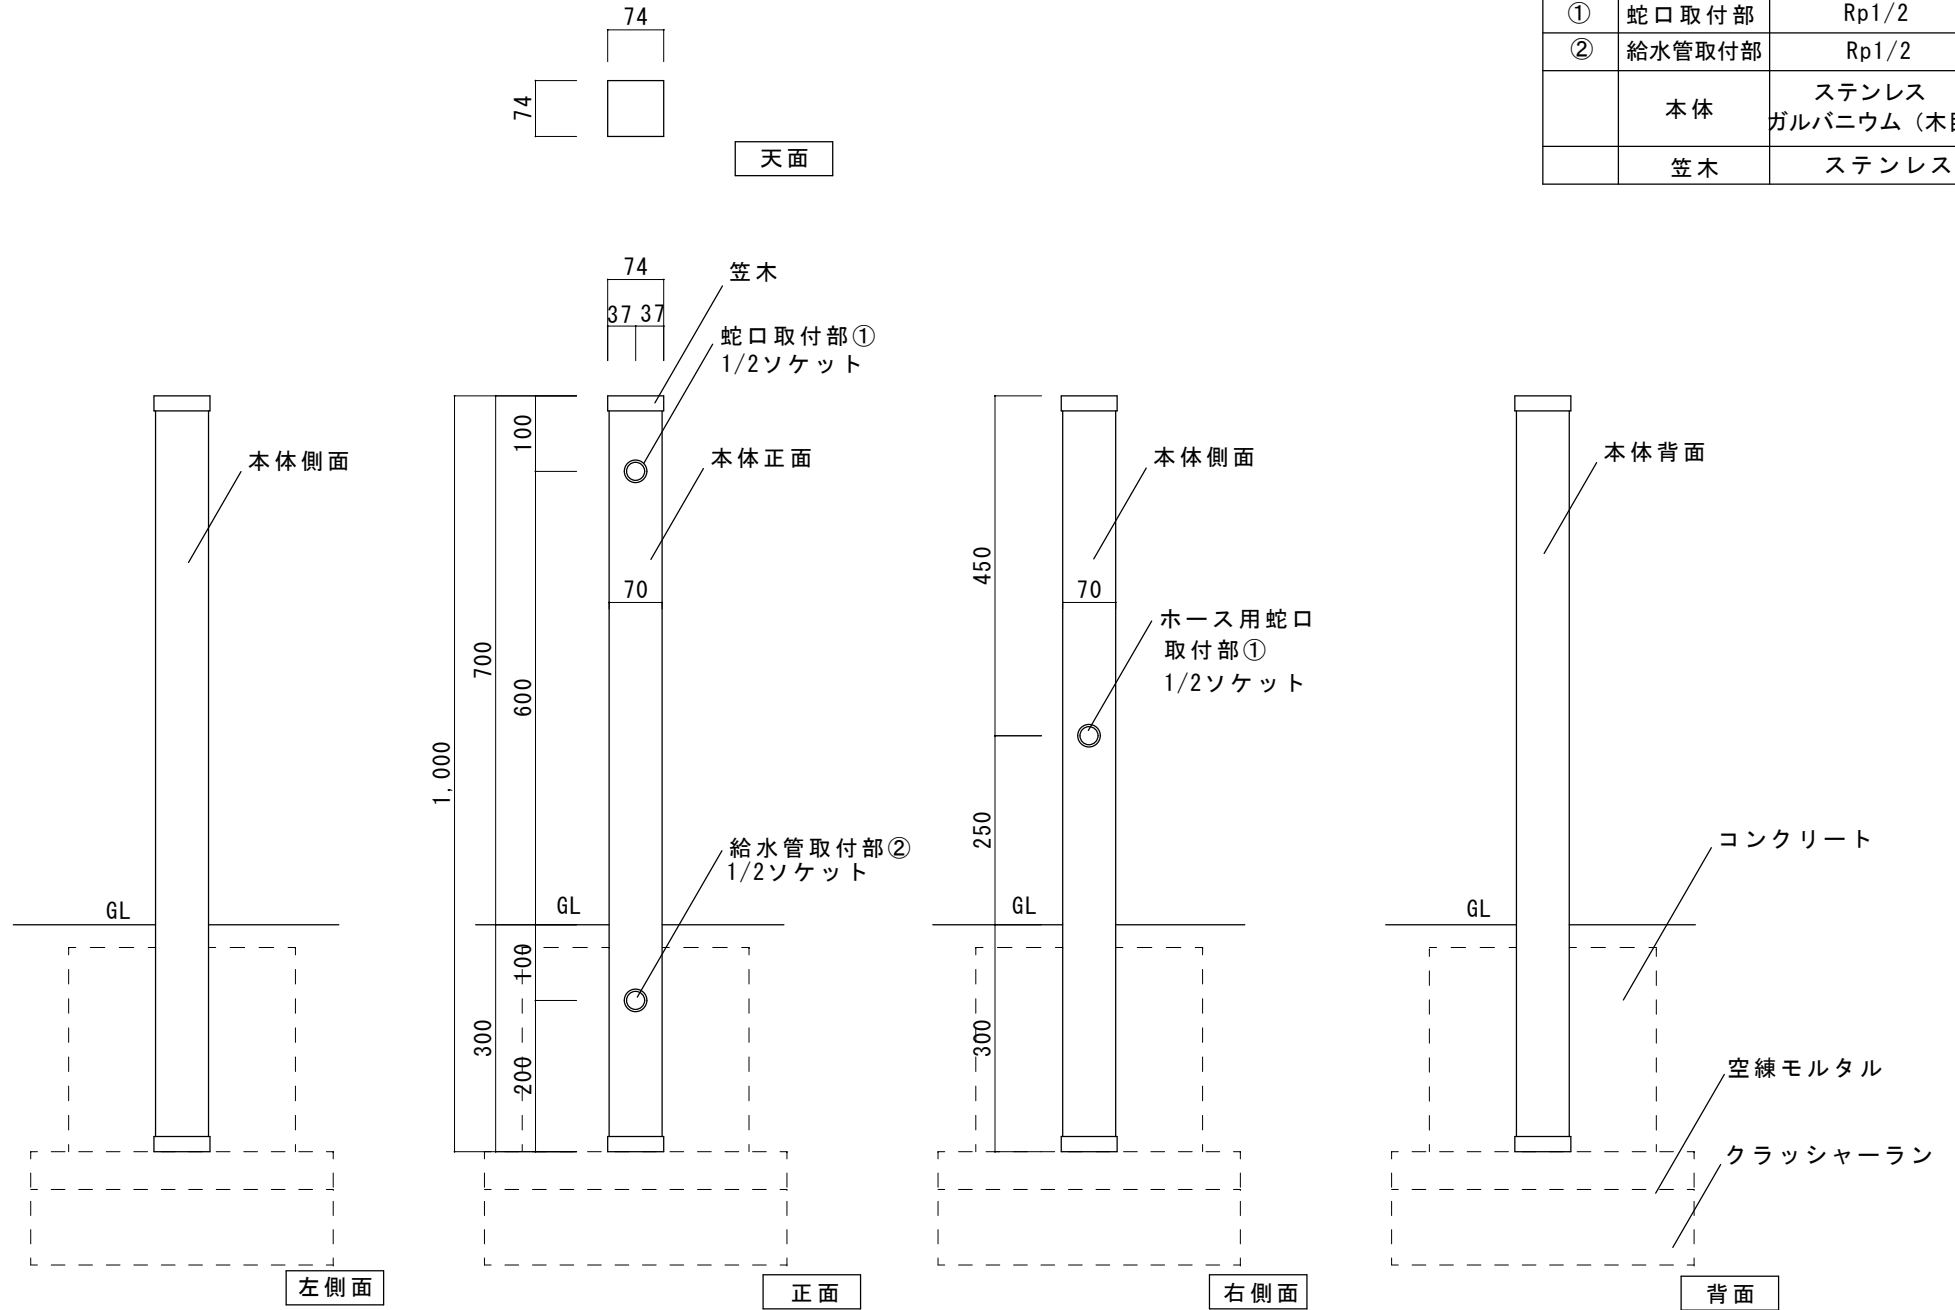 74
74
天面
① 蛇口取付部 Rp1/2
② 給水管取付部 Rp1/2
本体 ステンレス
ガルバニウム（木
笠木 ステンレス
74
笠木
37 37
蛇口取付部①
1/2ソケット
100
本体側面
本体正面
本体側面
本体背面
450
70
70
ホース用蛇口
取付部①
1/2ソケット
700
600
1,000
250
給水管取付部②
1/2ソケット
コンクリート
GL
GL
GL
GL
100
300
200
300
空練モルタル
クラッシャーラン
左側面
正面
右側面
背面